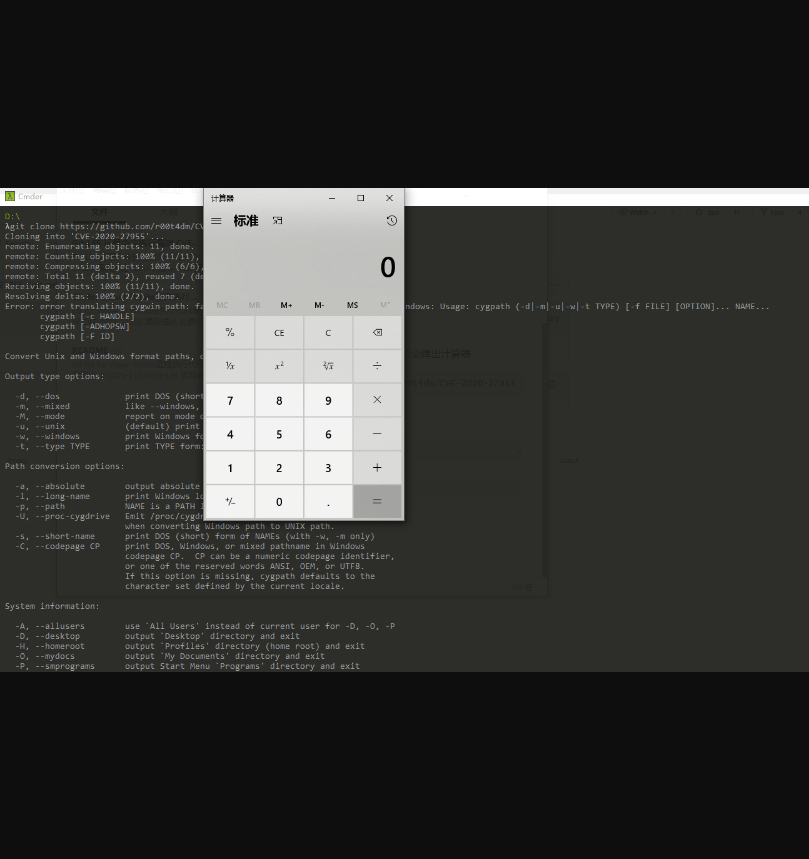 Cmder
计算器
标准
0
MC MR M+ M- MS M˅
% CE C
¹/x x² ²√x ÷
7 8 9 ×
4 5 6 −
1 2 3 +
+/− 0 . =
D:\
λgit clone https://github.com/r00t4dm/CV
Cloning into 'CVE-2020-27955'...
remote: Enumerating objects: 11, done.
remote: Counting objects: 100% (11/11),
remote: Compressing objects: 100% (6/6),
remote: Total 11 (delta 2), reused 7 (de
Receiving objects: 100% (11/11), done.
Resolving deltas: 100% (2/2), done.
Error: error translating cygwin path: fa ndows: Usage: cygpath (-d|-m|-u|-w|-t TYPE) [-f FILE] [OPTION]... NAME...
cygpath [-c HANDLE]
cygpath [-ADHOPSW]
cygpath [-F ID]
Convert Unix and Windows format paths, o
Output type options:
-d, --dos print DOS (short
-m, --mixed like --windows,
-M, --mode report on mode o
-u, --unix (default) print
-w, --windows print Windows fo
-t, --type TYPE print TYPE form:
Path conversion options:
-a, --absolute output absolute
-l, --long-name print Windows lo
-p, --path NAME is a PATH
-U, --proc-cygdrive Emit /proc/cygdr
when converting Windows path to UNIX path.
-s, --short-name print DOS (short) form of NAMEs (with -w, -m only)
-C, --codepage CP print DOS, Windows, or mixed pathname in Windows
codepage CP. CP can be a numeric codepage identifier,
or one of the reserved words ANSI, OEM, or UTF8.
If this option is missing, cygpath defaults to the
character set defined by the current locale.
System information:
-A, --allusers use `All Users' instead of current user for -D, -O, -P
-D, --desktop output `Desktop' directory and exit
-H, --homeroot output `Profiles' directory (home root) and exit
-O, --mydocs output `My Documents' directory and exit
-P, --smprograms output Start Menu `Programs' directory and exit